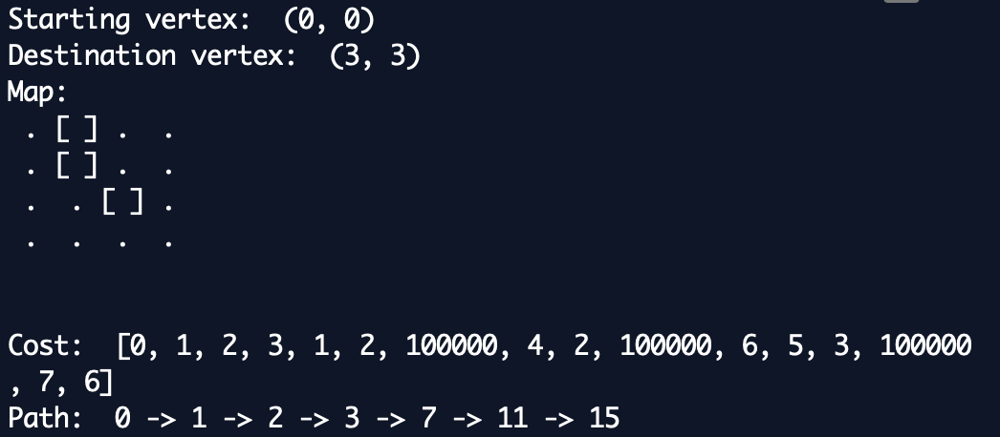 Starting vertex:  (0, 0)
Destination vertex:  (3, 3)
Map:
 . [ ] .  .
 . [ ] .  .
 .  . [ ] .
 .  .  .  .
Cost:  [0, 1, 2, 3, 1, 2, 100000, 4, 2, 100000, 6, 5, 3, 100000
, 7, 6]
Path:  0 -> 1 -> 2 -> 3 -> 7 -> 11 -> 15